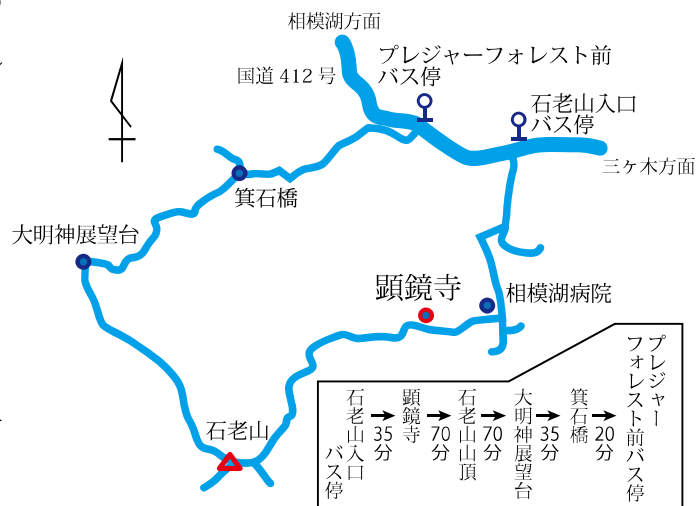 相模湖方面
国道 412 号
プレジャーフォレスト前
バス停
石老山入口
バス停
三ヶ木方面
箕石橋
大明神展望台
顕鏡寺
相模湖病院
石老山
石老山入口
バス停
35分
顕鏡寺
70分
石老山山頂
70分
大明神展望台
35分
箕石橋
20分
プレジャー
フォレスト前バス停